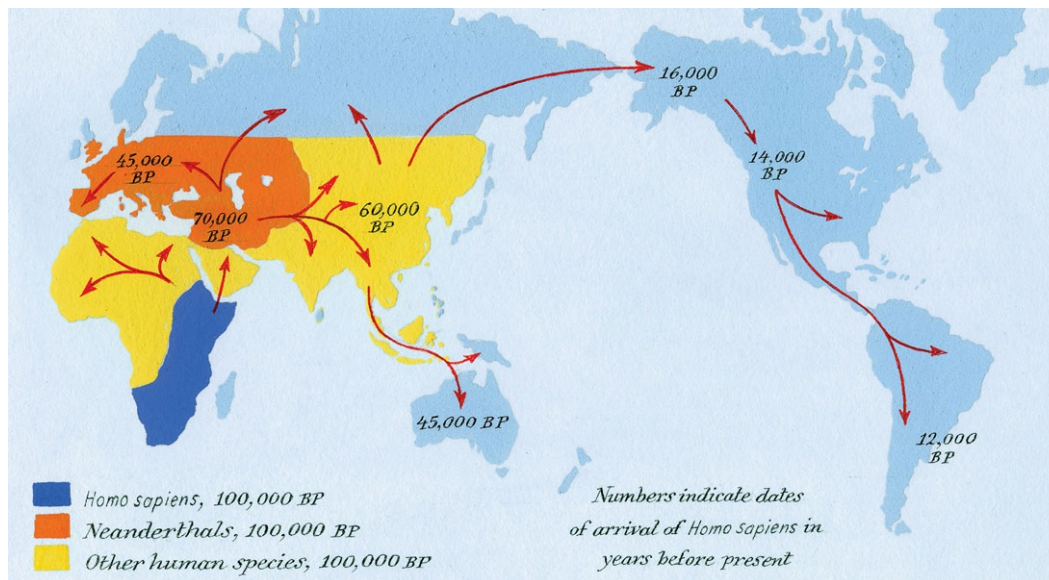 16,000
BP
14,000
BP
45,000
BP
70,000
BP
60,000
BP
45,000 BP
12,000
BP
Homo sapiens, 100,000 BP
Neanderthals, 100,000 BP
Other human species, 100,000 BP
Numbers indicate dates
of arrival of Homo sapiens in
years before present